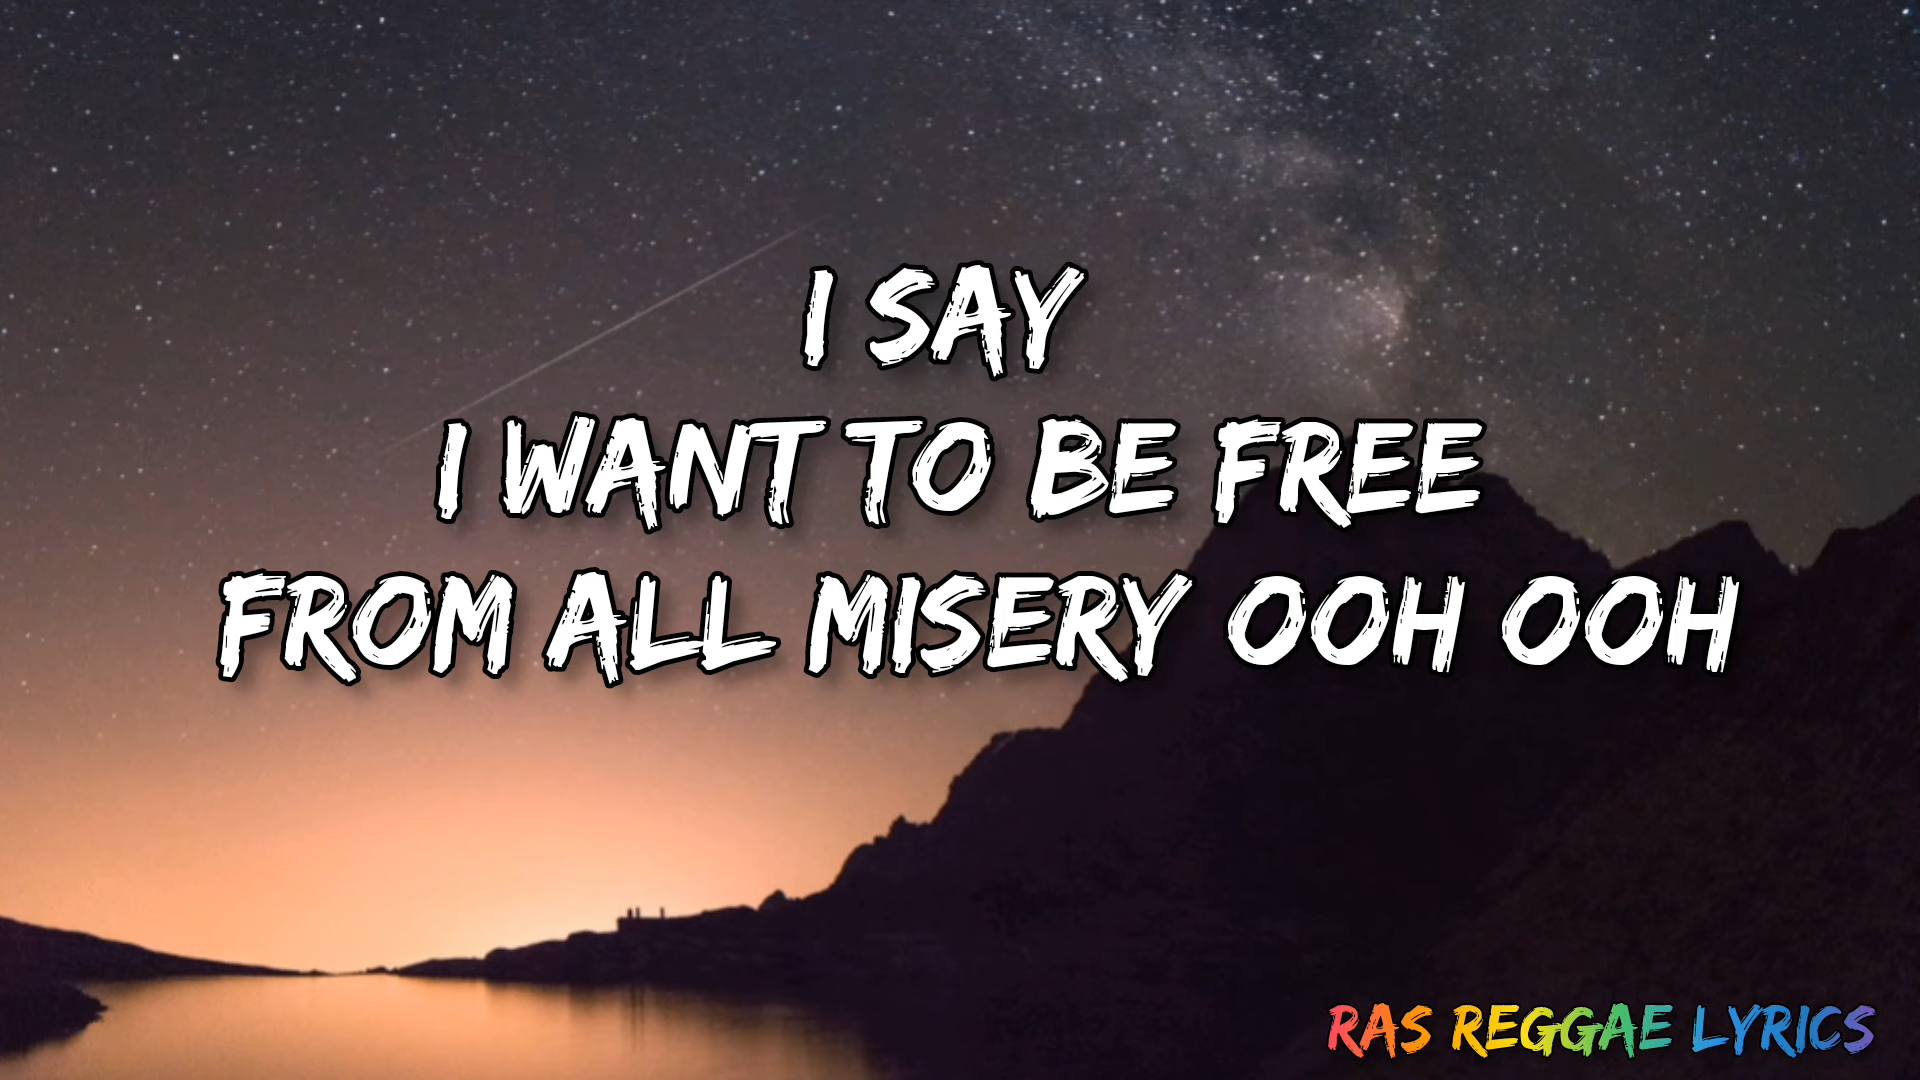 I SAY
I WANT TO BE FREE
FROM ALL MISERY OOH OOH
RAS REGGAE LYRICS